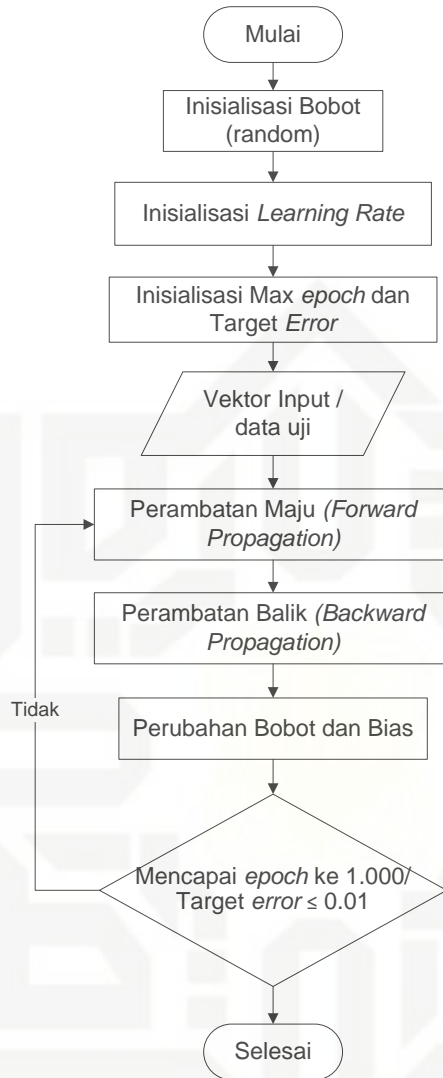 Mulai
Inisialisasi Bobot
(random)
Inisialisasi Learning Rate
Inisialisasi Max epoch dan
Target Error
Vektor Input /
data uji
Perambatan Maju (Forward
Propagation)
Perambatan Balik (Backward
Propagation)
Tidak
Perubahan Bobot dan Bias
Mencapai epoch ke 1.000/
Target error ≤ 0.01
Selesai